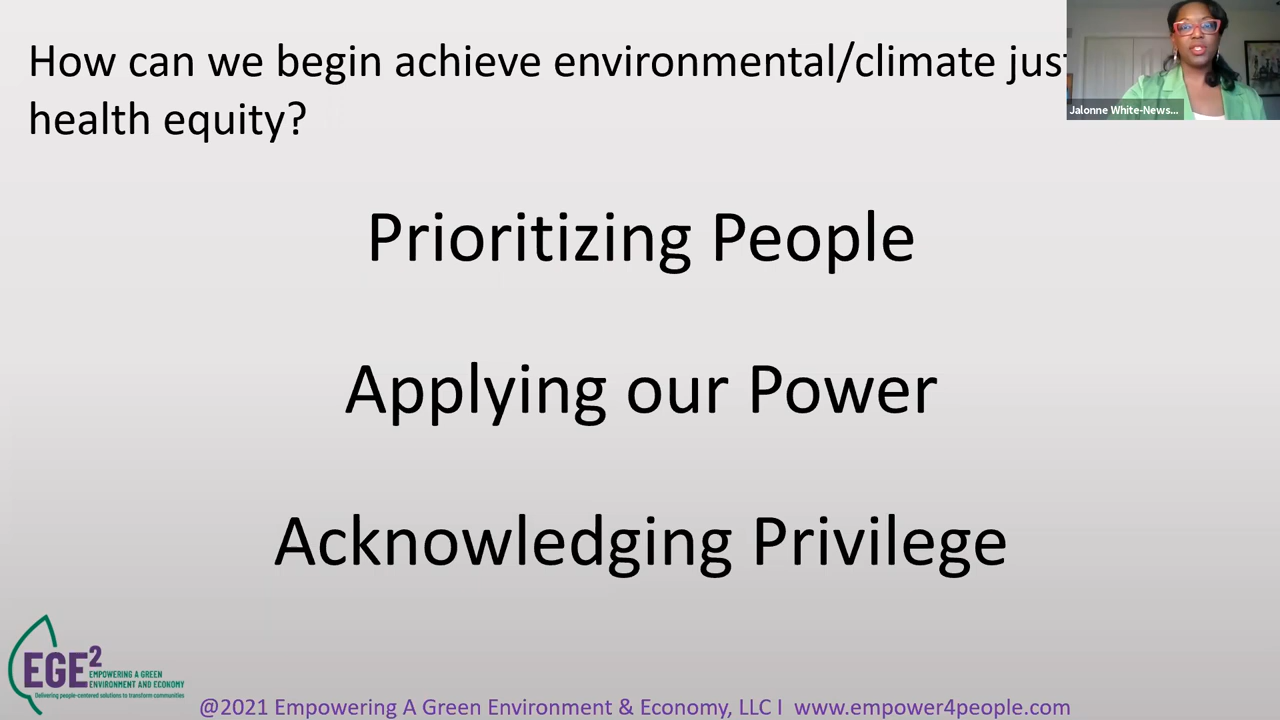 How can we begin achieve environmental/climate jus
health equity?
Jalonne White-News...
Prioritizing People
Applying our Power
Acknowledging Privilege
EGE²
EMPOWERING A GREEN
ENVIRONMENT AND ECONOMY
Delivering people-centered solutions to transform communities
@2021 Empowering A Green Environment & Economy, LLC I www.empower4people.com